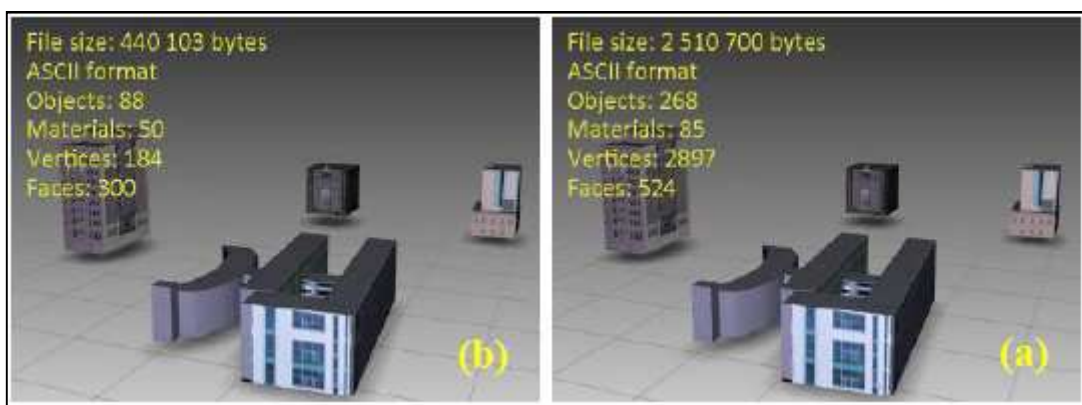 File size: 440 103 bytes
ASCII format
Objects: 88
Materials: 50
Vertices: 184
Faces: 300
(b)
File size: 2 510 700 bytes
ASCII format
Objects: 268
Materials: 85
Vertices: 2897
Faces: 524
(a)